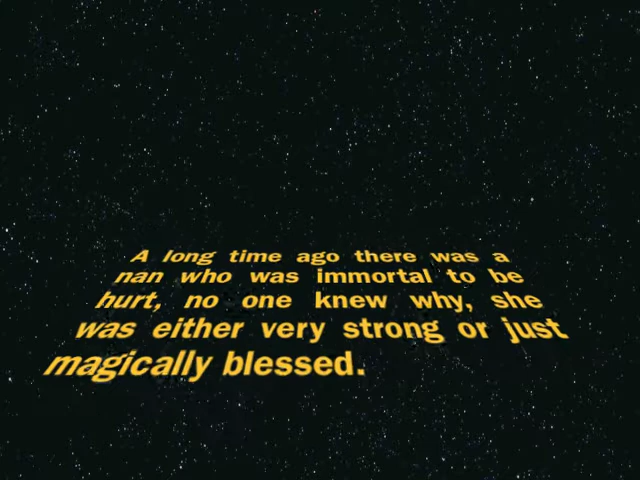 A long time ago there was a
nan who was immortal to be
hurt, no one knew why, she
was either very strong or just
magically blessed.